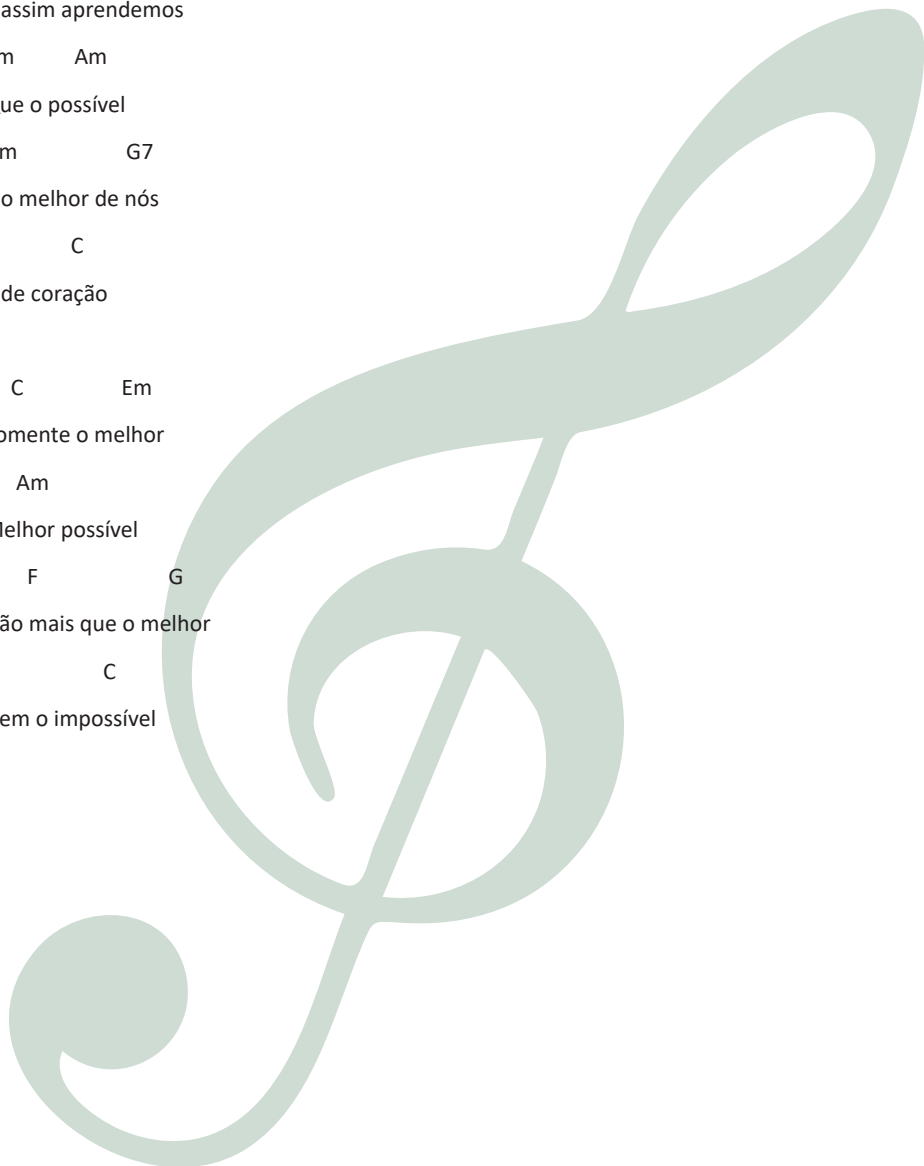 assim aprendemos
m Am
ue o possível
m G7
o melhor de nós
C
de coração
C Em
omente o melhor
Am
elhor possível
F G
ão mais que o melhor
C
em o impossível